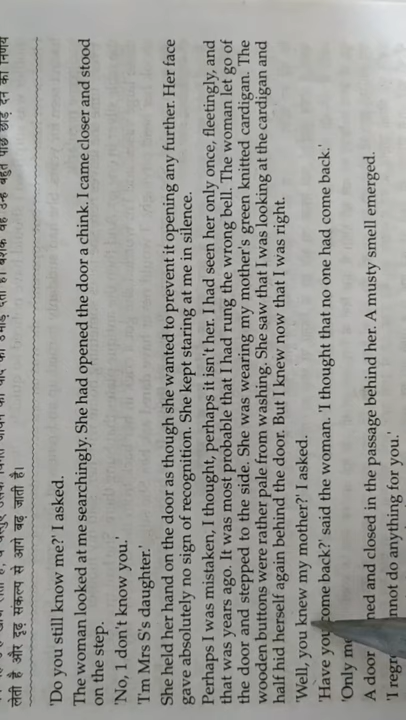 लेती है और दृढ़ संकल्प से आगे बढ़ जाती है।
'Do you still know me?' I asked.
The woman looked at me searchingly. She had opened the door a chink. I came closer and stood
on the step.
'No, I don't know you.'
'I'm Mrs S's daughter.'
She held her hand on the door as though she wanted to prevent it opening any further. Her face
gave absolutely no sign of recognition. She kept staring at me in silence.
Perhaps I was mistaken, I thought, perhaps it isn't her. I had seen her only once, fleetingly, and
that was years ago. It was most probable that I had rung the wrong bell. The woman let go of
the door and stepped to the side. She was wearing my mother's green knitted cardigan. The
wooden buttons were rather pale from washing. She saw that I was looking at the cardigan and
half hid herself again behind the door. But I knew now that I was right.
'Well, you knew my mother?' I asked.
'Have you come back?' said the woman. 'I thought that no one had come back.'
'Only m
A door ned and closed in the passage behind her. A musty smell emerged.
'I regr nnot do anything for you.'